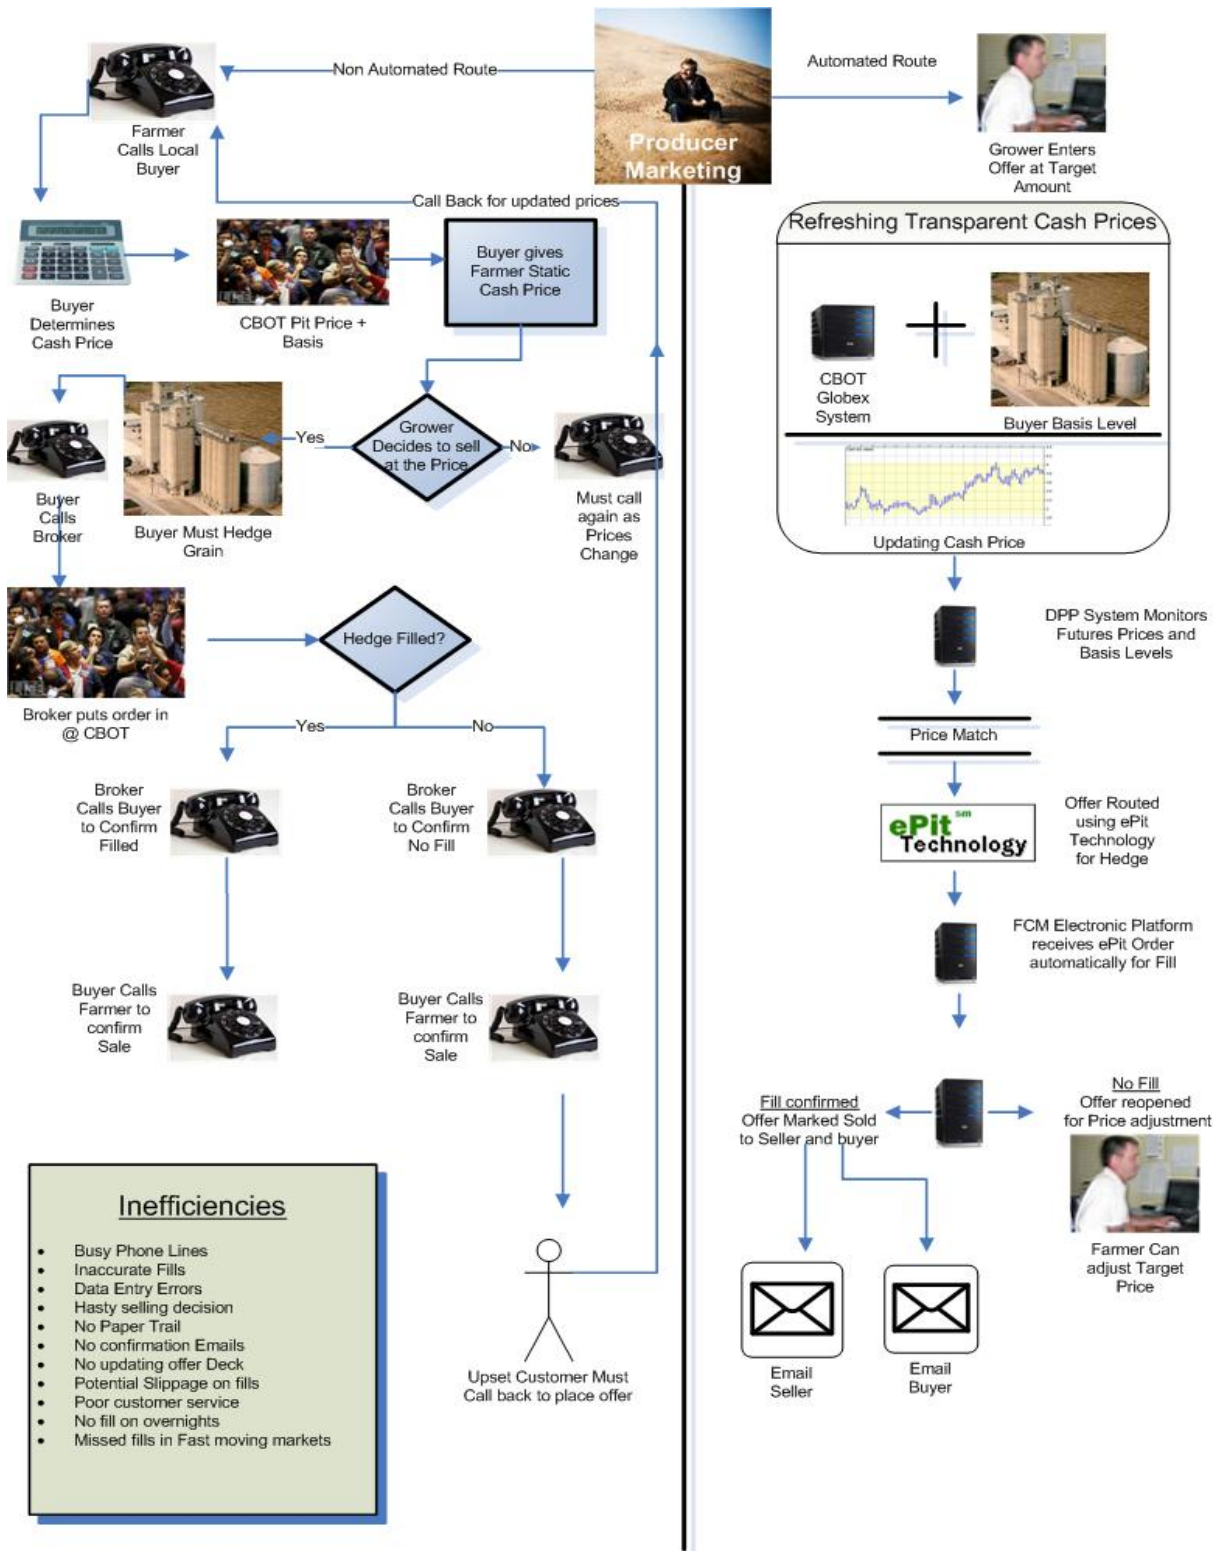 Non Automated Route
Producer
Marketing
Automated Route
Farmer
Calls Local
Buyer
Grower Enters
Offer at Target
Amount
Call Back for updated prices
Buyer
Determines
Cash Price
CBOT Pit Price +
Basis
Buyer gives
Farmer Static
Cash Price
Grower
Decides to sell
at the Price
Yes
No
Buyer
Calls
Broker
Buyer Must Hedge
Grain
Must call
again as
Prices
Change
Broker puts order in
@ CBOT
Hedge Filled?
Yes
No
Broker
Calls Buyer
to Confirm
Filled
Broker
Calls Buyer
to Confirm
No Fill
Buyer Calls
Farmer to
confirm
Sale
Buyer Calls
Farmer to
confirm
Sale
Upset Customer Must
Call back to place offer
Inefficiencies
• Busy Phone Lines
• Inaccurate Fills
• Data Entry Errors
• Hasty selling decision
• No Paper Trail
• No confirmation Emails
• No updating offer Deck
• Potential Slippage on fills
• Poor customer service
• No fill on overnights
• Missed fills in Fast moving markets
Refreshing Transparent Cash Prices
CBOT
Globex
System
Buyer Basis Level
Updating Cash Price
DPP System Monitors
Futures Prices and
Basis Levels
Price Match
ePit sm
Technology
Offer Routed
using ePit
Technology
for Hedge
FCM Electronic Platform
receives ePit Order
automatically for Fill
Fill confirmed
Offer Marked Sold
to Seller and buyer
No Fill
Offer reopened
for Price adjustment
Farmer Can
adjust Target
Price
Email
Seller
Email
Buyer